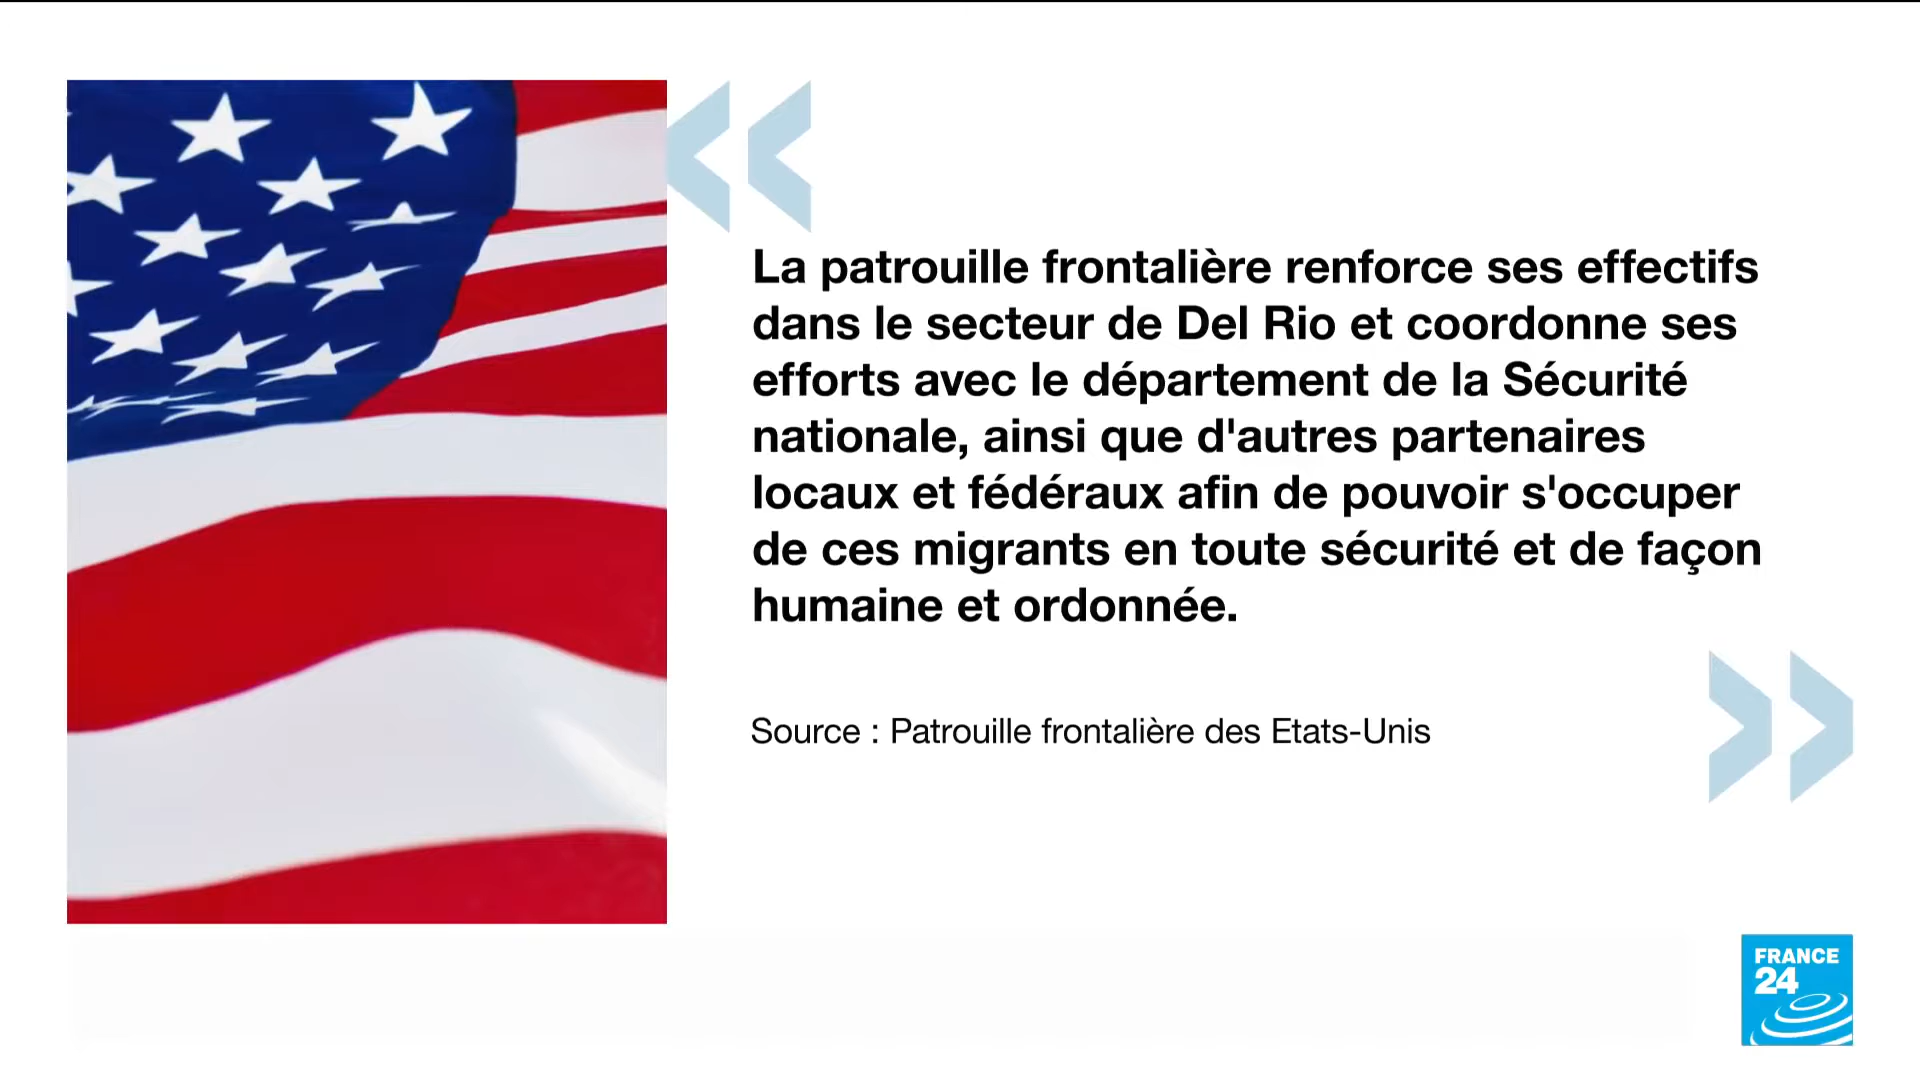 La patrouille frontalière renforce ses effectifs
dans le secteur de Del Rio et coordonne ses
efforts avec le département de la Sécurité
nationale, ainsi que d'autres partenaires
locaux et fédéraux afin de pouvoir s'occuper
de ces migrants en toute sécurité et de façon
humaine et ordonnée.
Source : Patrouille frontalière des Etats-Unis
FRANCE
24